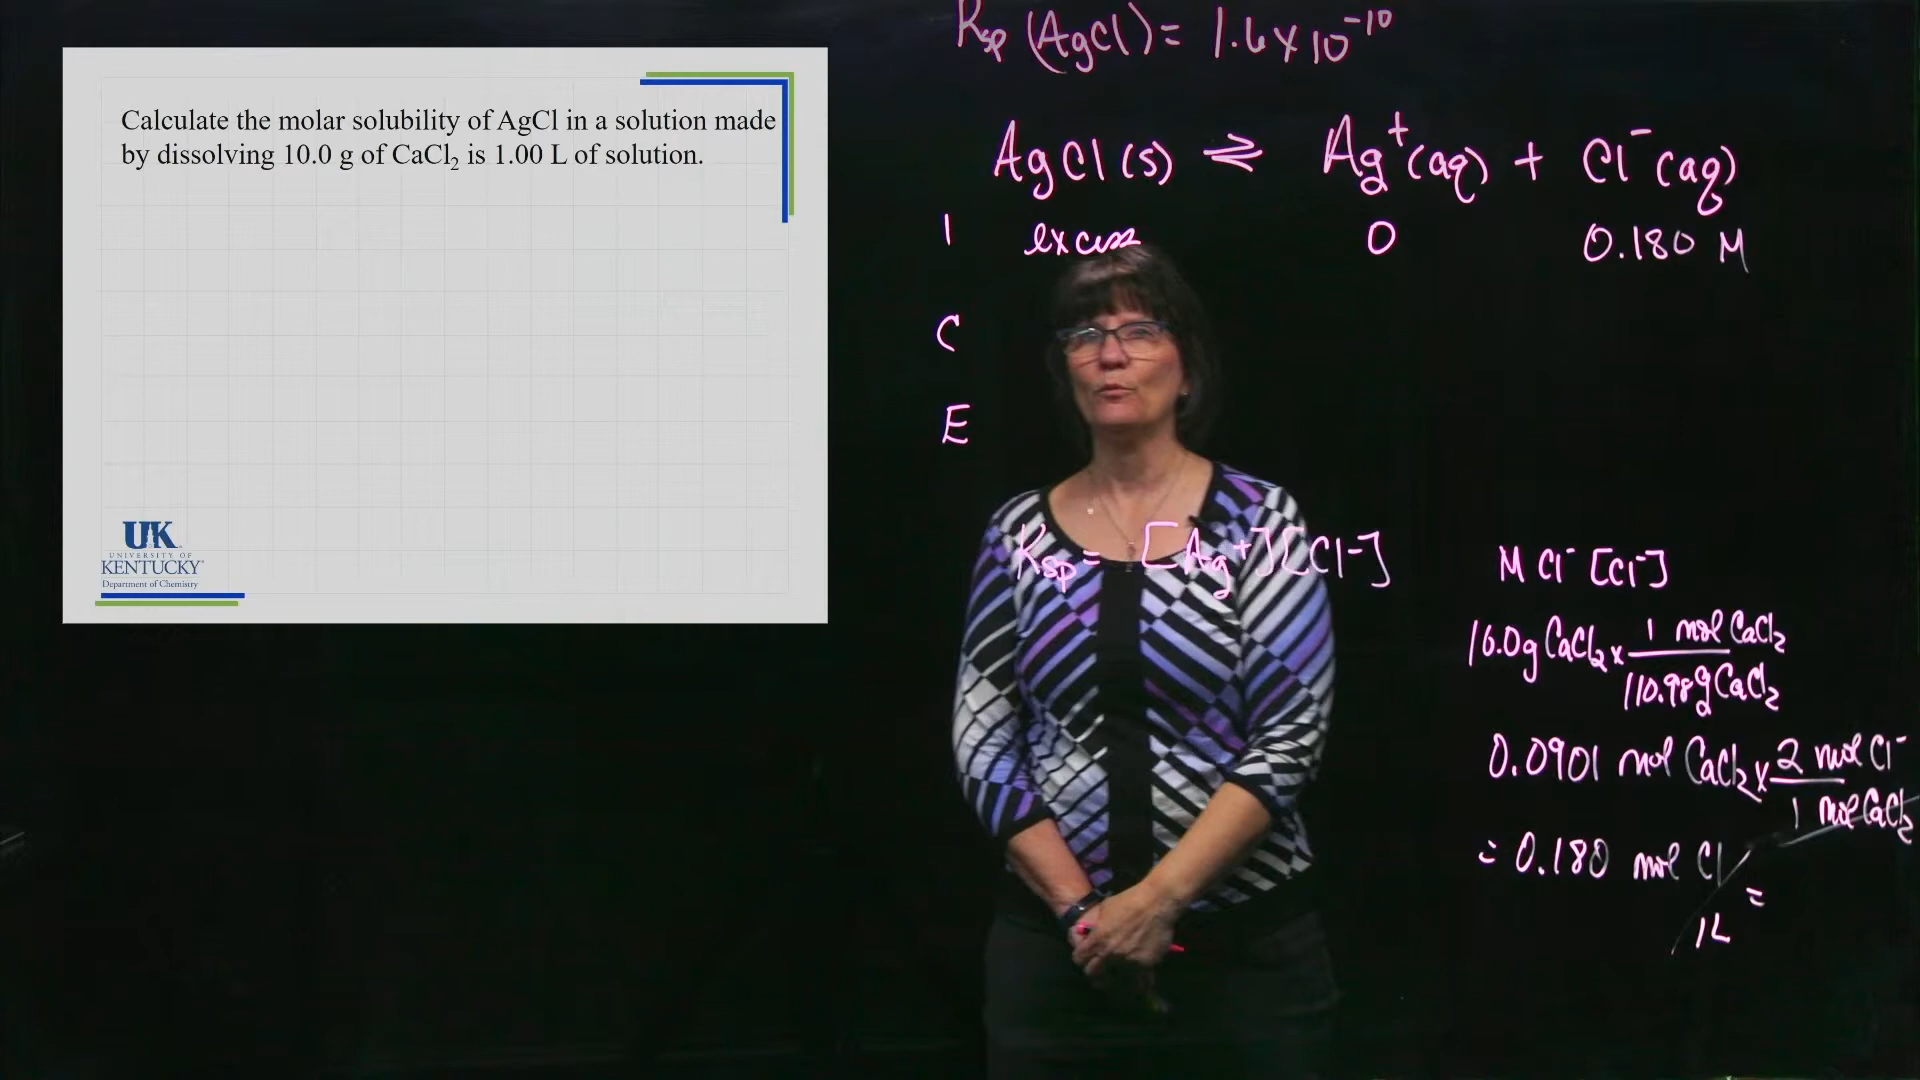 Calculate the molar solubility of AgCl in a solution made
by dissolving 10.0 g of CaCl₂ is 1.00 L of solution.
UK
UNIVERSITY OF
KENTUCKY
Department of Chemistry
Ksp (AgCl) = 1.6 x 10⁻¹⁰
AgCl(s) ⇌ Ag⁺(aq) + Cl⁻(aq)
I excess 0 0.180 M
C
E
Ksp = [Ag⁺][Cl⁻]
M Cl⁻ [Cl⁻]
10.0g CaCl₂ x 1 mol CaCl₂
110.98g CaCl₂
0.0901 mol CaCl₂ x 2 mol Cl⁻
1 mol CaCl₂
= 0.180 mol Cl
1L =